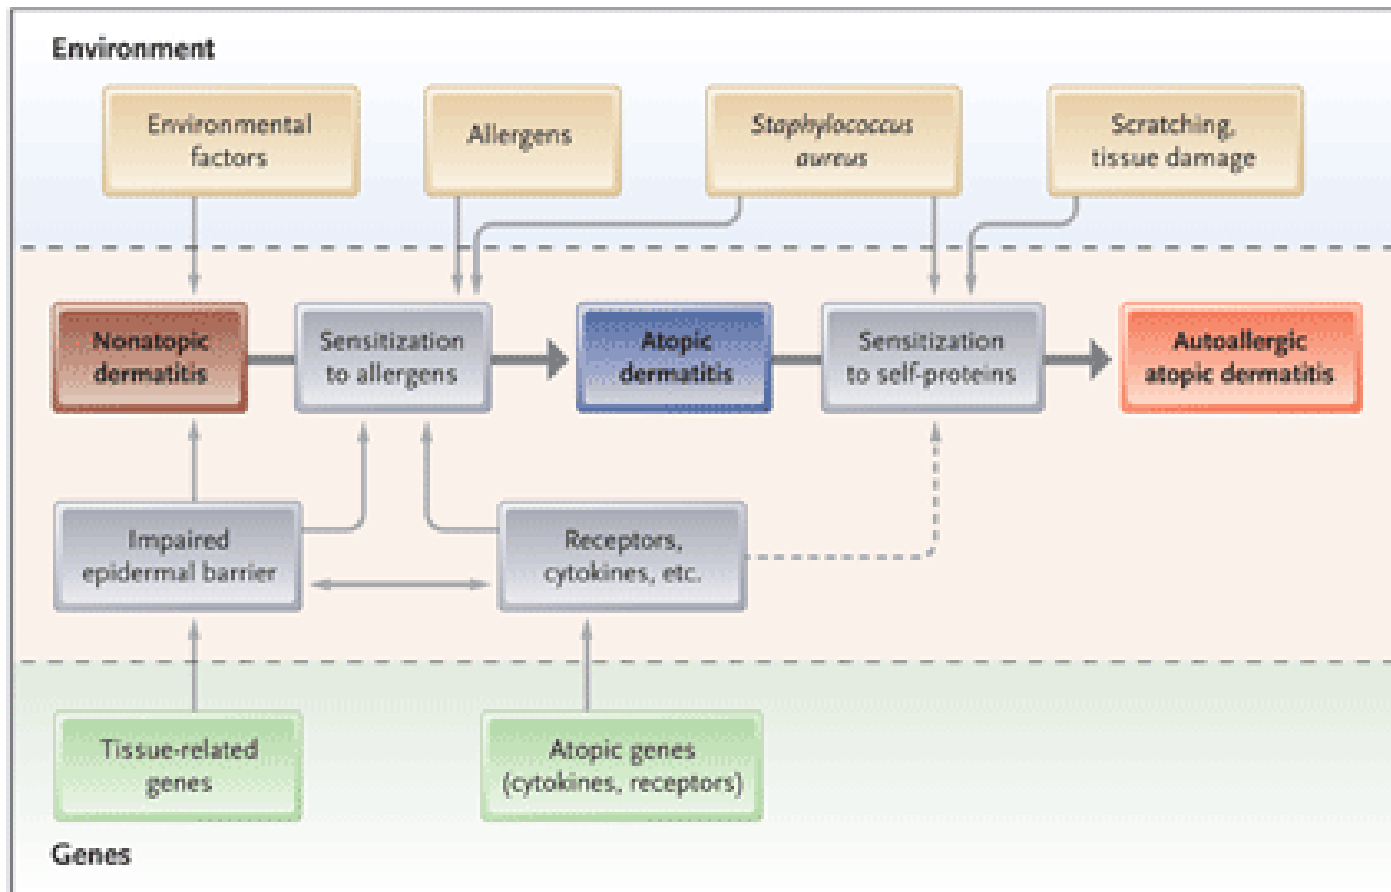 Environment
Environmental
factors
Allergens
Staphylococcus
aureus
Scratching,
tissue damage
Nonatopic
dermatitis
Sensitization
to allergens
Atopic
dermatitis
Sensitization
to self-proteins
Autoallergic
atopic dermatitis
Impaired
epidermal barrier
Receptors,
cytokines, etc.
Tissue-related
genes
Atopic genes
(cytokines, receptors)
Genes